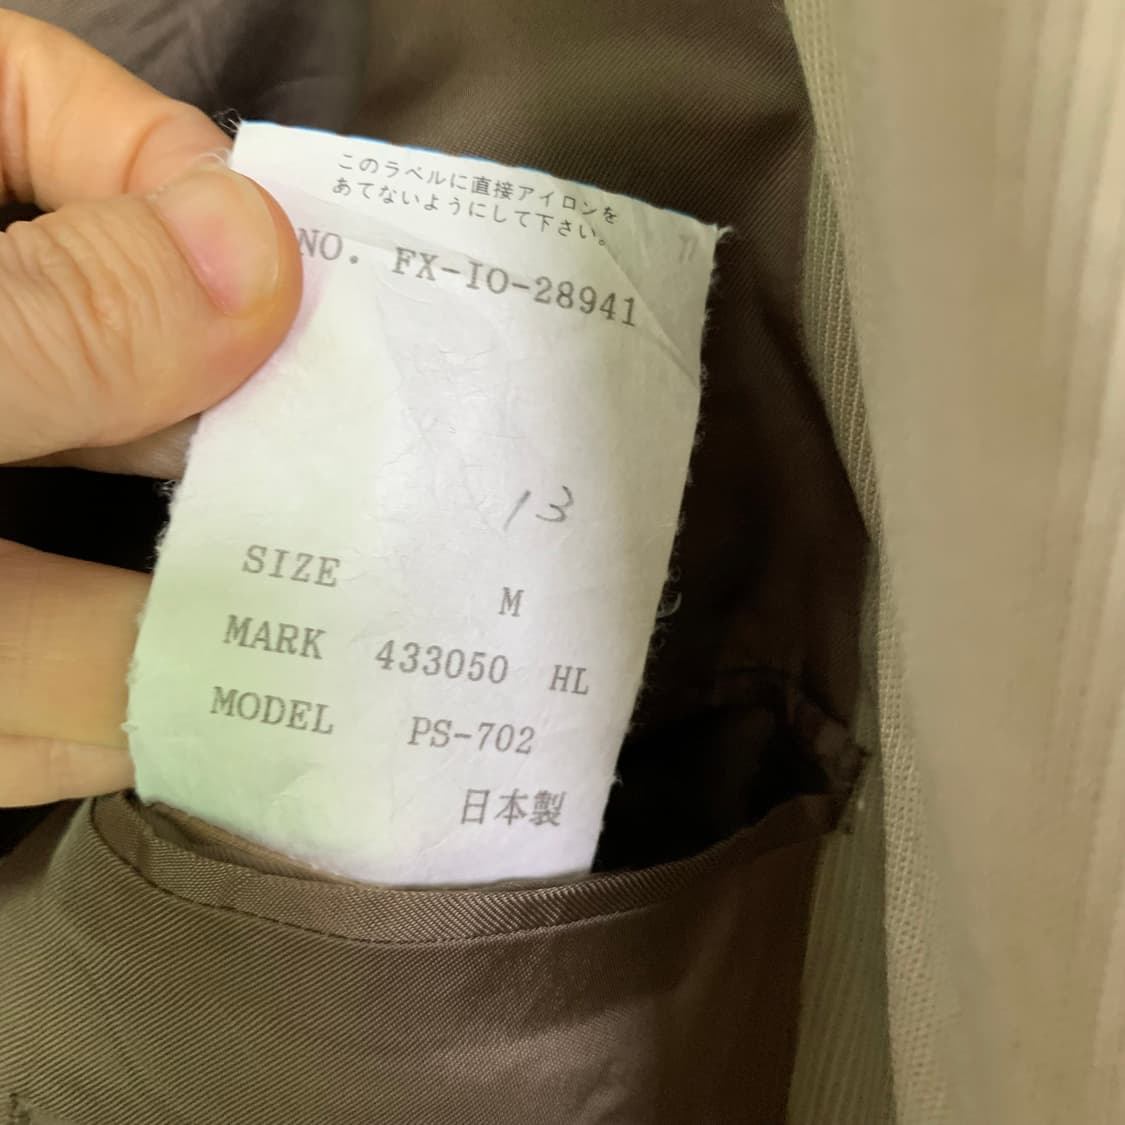 このラベルに直接アイロンを
あてないようにして下さい。
NO. FX-IO-28941
13
SIZE M
MARK 433050 HL
MODEL PS-702
日本製